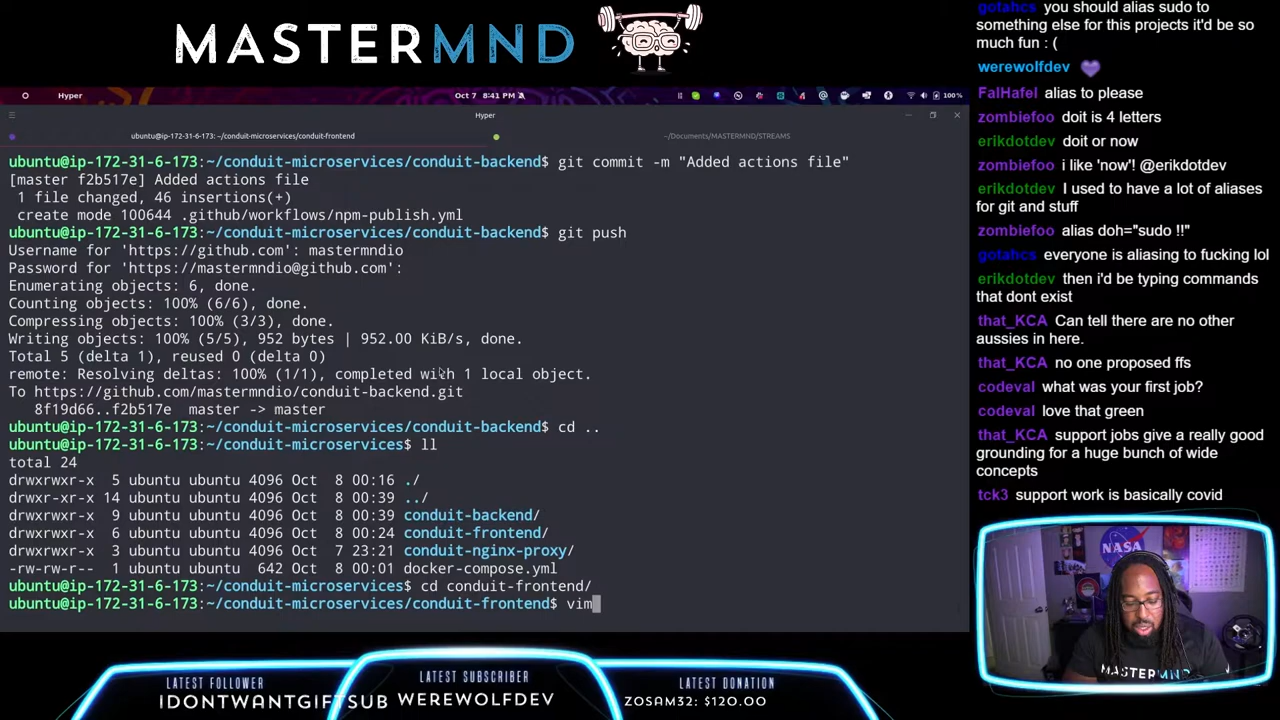 MASTERMND
Hyper
Oct 7 8:41 PM
100%
Hyper
ubuntu@ip-172-31-6-173: ~/conduit-microservices/conduit-frontend
~/Documents/MASTERMND/STREAMS
ubuntu@ip-172-31-6-173:~/conduit-microservices/conduit-backend$ git commit -m "Added actions file"
[master f2b517e] Added actions file
1 file changed, 46 insertions(+)
create mode 100644 .github/workflows/npm-publish.yml
ubuntu@ip-172-31-6-173:~/conduit-microservices/conduit-backend$ git push
Username for 'https://github.com': mastermndio
Password for 'https://mastermndio@github.com':
Enumerating objects: 6, done.
Counting objects: 100% (6/6), done.
Compressing objects: 100% (3/3), done.
Writing objects: 100% (5/5), 952 bytes | 952.00 KiB/s, done.
Total 5 (delta 1), reused 0 (delta 0)
remote: Resolving deltas: 100% (1/1), completed with 1 local object.
To https://github.com/mastermndio/conduit-backend.git
8f19d66..f2b517e master -> master
ubuntu@ip-172-31-6-173:~/conduit-microservices/conduit-backend$ cd ..
ubuntu@ip-172-31-6-173:~/conduit-microservices$ ll
total 24
drwxrwxr-x 5 ubuntu ubuntu 4096 Oct 8 00:16 ./
drwxr-xr-x 14 ubuntu ubuntu 4096 Oct 8 00:39 ../
drwxrwxr-x 9 ubuntu ubuntu 4096 Oct 8 00:39 conduit-backend/
drwxrwxr-x 6 ubuntu ubuntu 4096 Oct 8 00:24 conduit-frontend/
drwxrwxr-x 3 ubuntu ubuntu 4096 Oct 7 23:21 conduit-nginx-proxy/
-rw-rw-r-- 1 ubuntu ubuntu 642 Oct 8 00:01 docker-compose.yml
ubuntu@ip-172-31-6-173:~/conduit-microservices$ cd conduit-frontend/
ubuntu@ip-172-31-6-173:~/conduit-microservices/conduit-frontend$ vim
gotahcs you should alias sudo to
something else for this projects it'd be so
much fun : (
werewolfdev
FalHafel alias to please
zombiefoo doit is 4 letters
erikdotdev doit or now
zombiefoo i like 'now'! @erikdotdev
erikdotdev I used to have a lot of aliases
for git and stuff
zombiefoo alias doh="sudo !!"
gotahcs everyone is aliasing to fucking lol
erikdotdev then i'd be typing commands
that dont exist
that_KCA Can tell there are no other
aussies in here.
that_KCA no one proposed ffs
codeval what was your first job?
codeval love that green
that_KCA support jobs give a really good
grounding for a huge bunch of wide
concepts
tck3 support work is basically covid
NASA
MASTERMND
LATEST FOLLOWER
IDONTWANTGIFTSUB
LATEST SUBSCRIBER
WEREWOLFDEV
LATEST DONATION
ZOSAM32: $120.00